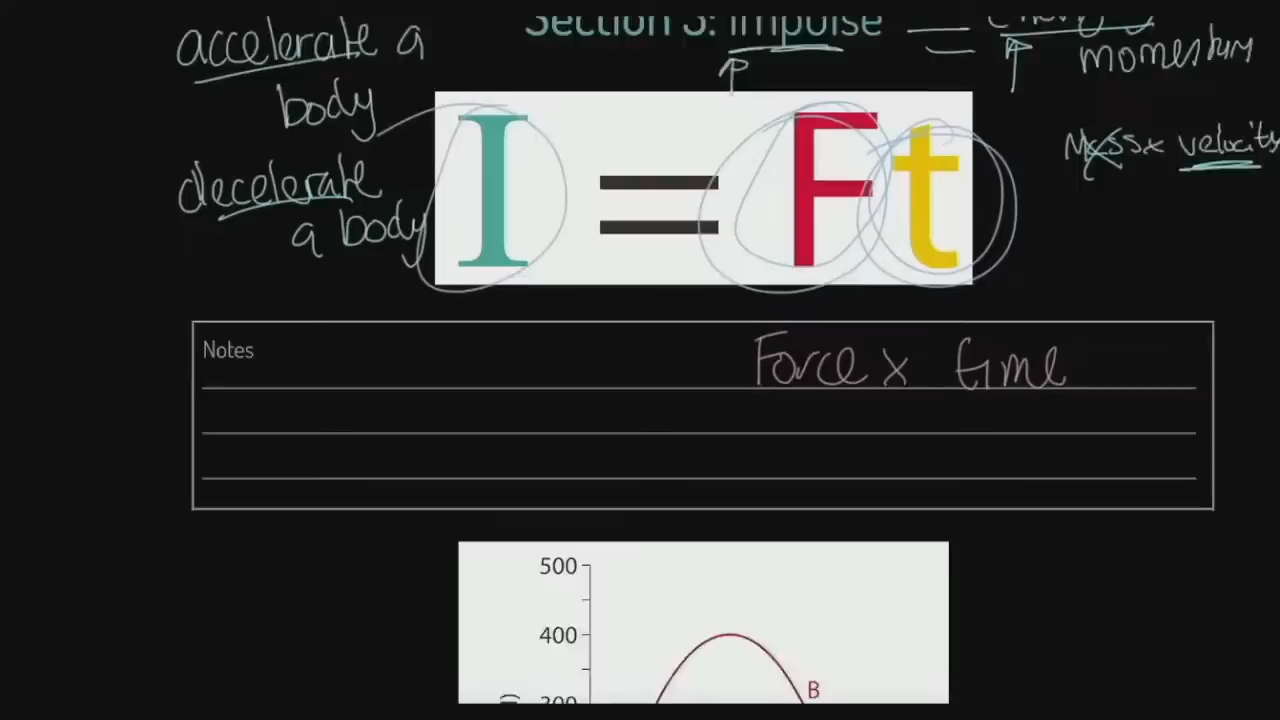 Section 3: Impulse =
accelerate a
body
momentum
Mass x velocity
decelerate
a body
I = Ft
Notes
Force x time
500
400
B